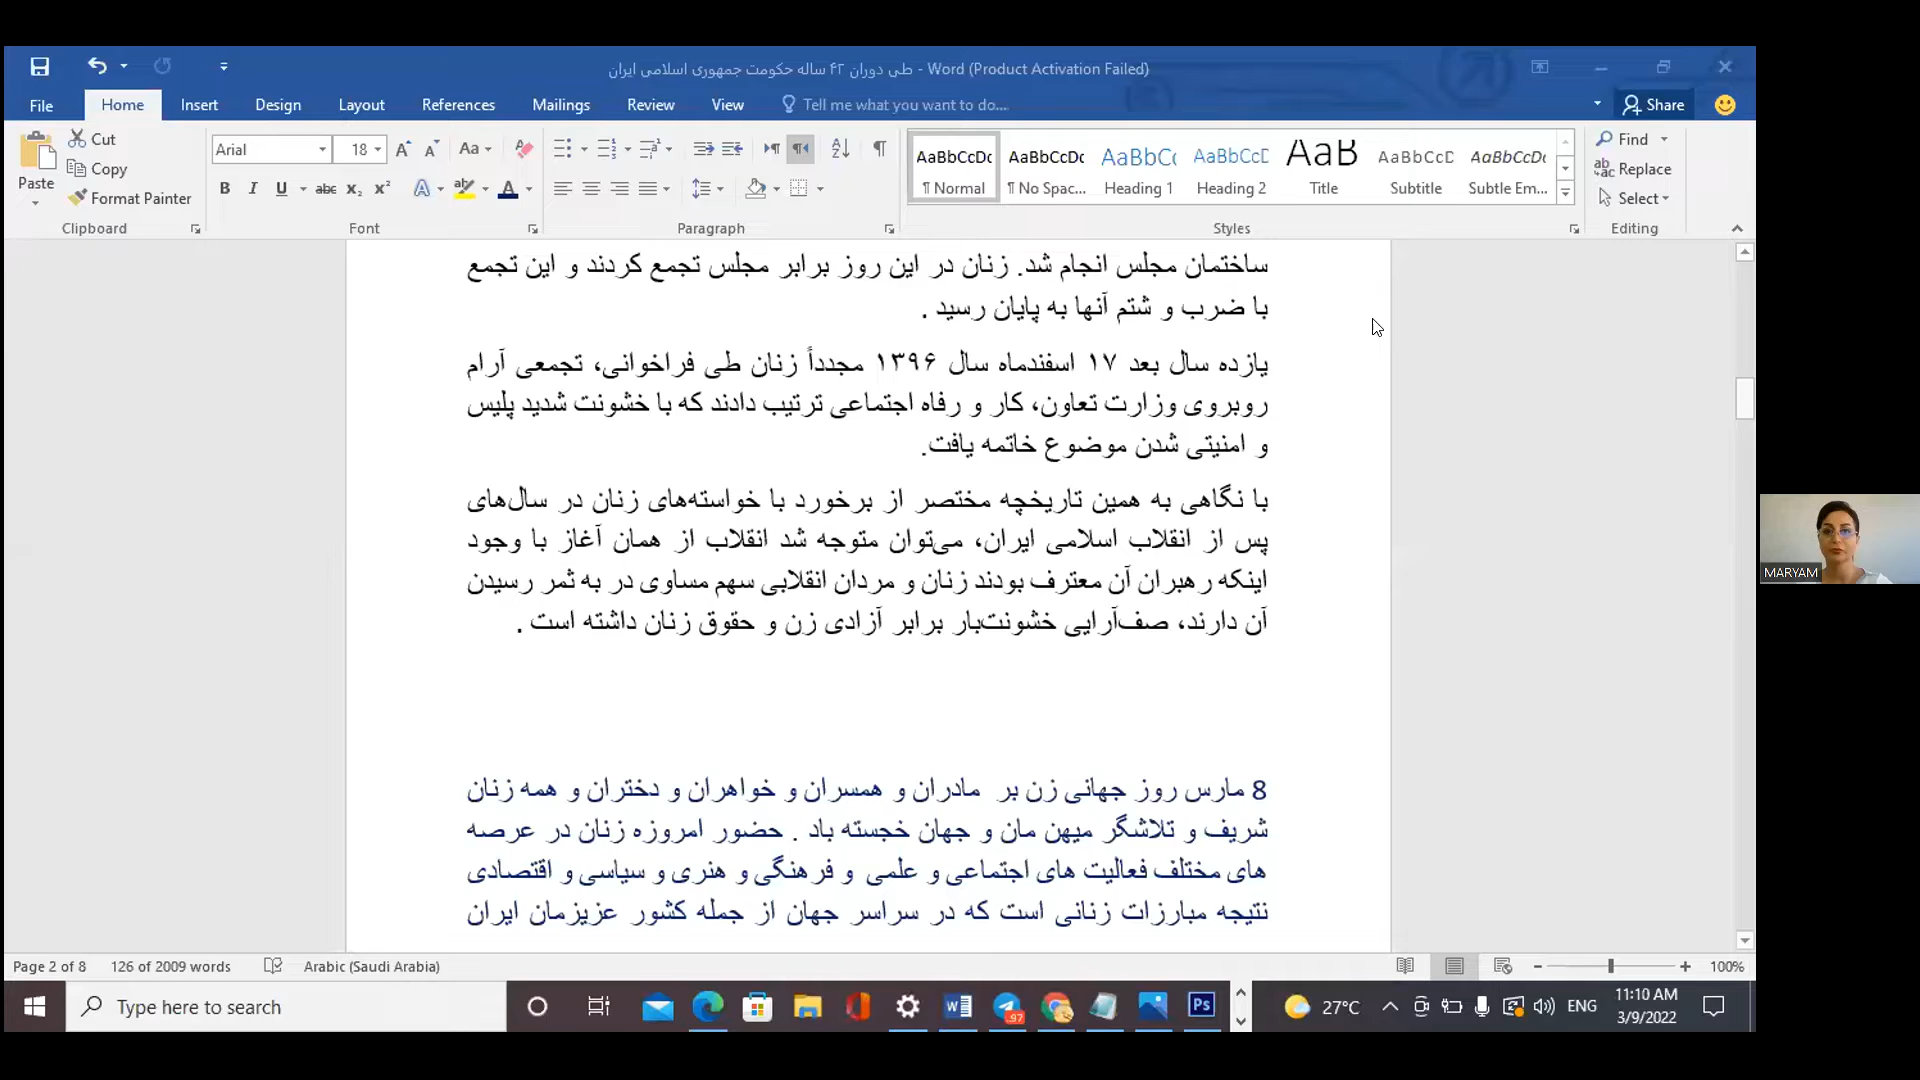 طی دوران ۴۲ ساله حکومت جمهوری اسلامی ایران - Word (Product Activation Failed)
File Home Insert Design Layout References Mailings Review View Tell me what you want to do... Share
Cut
Copy
Paste
Format Painter
Clipboard
Arial 18
Font
Paragraph
AaBbCcDc AaBbCcDc AaBbCc AaBbCcD AaB AaBbCcD AaBbCcDc
¶ Normal ¶ No Spac... Heading 1 Heading 2 Title Subtitle Subtle Em...
Styles
Find
Replace
Select
Editing
ساختمان مجلس انجام شد. زنان در این روز برابر مجلس تجمع کردند و این تجمع
با ضرب و شتم آنها به پایان رسید .
یازده سال بعد ۱۷ اسفندماه سال ۱۳۹۶ مجدداً زنان طی فراخوانی، تجمعی آرام
روبروی وزارت تعاون، کار و رفاه اجتماعی ترتیب دادند که با خشونت شدید پلیس
و امنیتی شدن موضوع خاتمه یافت.
با نگاهی به همین تاریخچه مختصر از برخورد با خواسته‌های زنان در سال‌های
پس از انقلاب اسلامی ایران، می‌توان متوجه شد انقلاب از همان آغاز با وجود
اینکه رهبران آن معترف بودند زنان و مردان انقلابی سهم مساوی در به ثمر رسیدن
آن دارند، صف‌آرایی خشونت‌بار برابر آزادی زن و حقوق زنان داشته است .
8 مارس روز جهانی زن بر مادران و همسران و خواهران و دختران و همه زنان
شریف و تلاشگر میهن مان و جهان خجسته باد . حضور امروزه زنان در عرصه
های مختلف فعالیت های اجتماعی و علمی و فرهنگی و هنری و سیاسی و اقتصادی
نتیجه مبارزات زنانی است که در سراسر جهان از جمله کشور عزیزمان ایران
MARYAM
Page 2 of 8 126 of 2009 words Arabic (Saudi Arabia) 100%
Type here to search
97
Ps
27°C
ENG
11:10 AM
3/9/2022